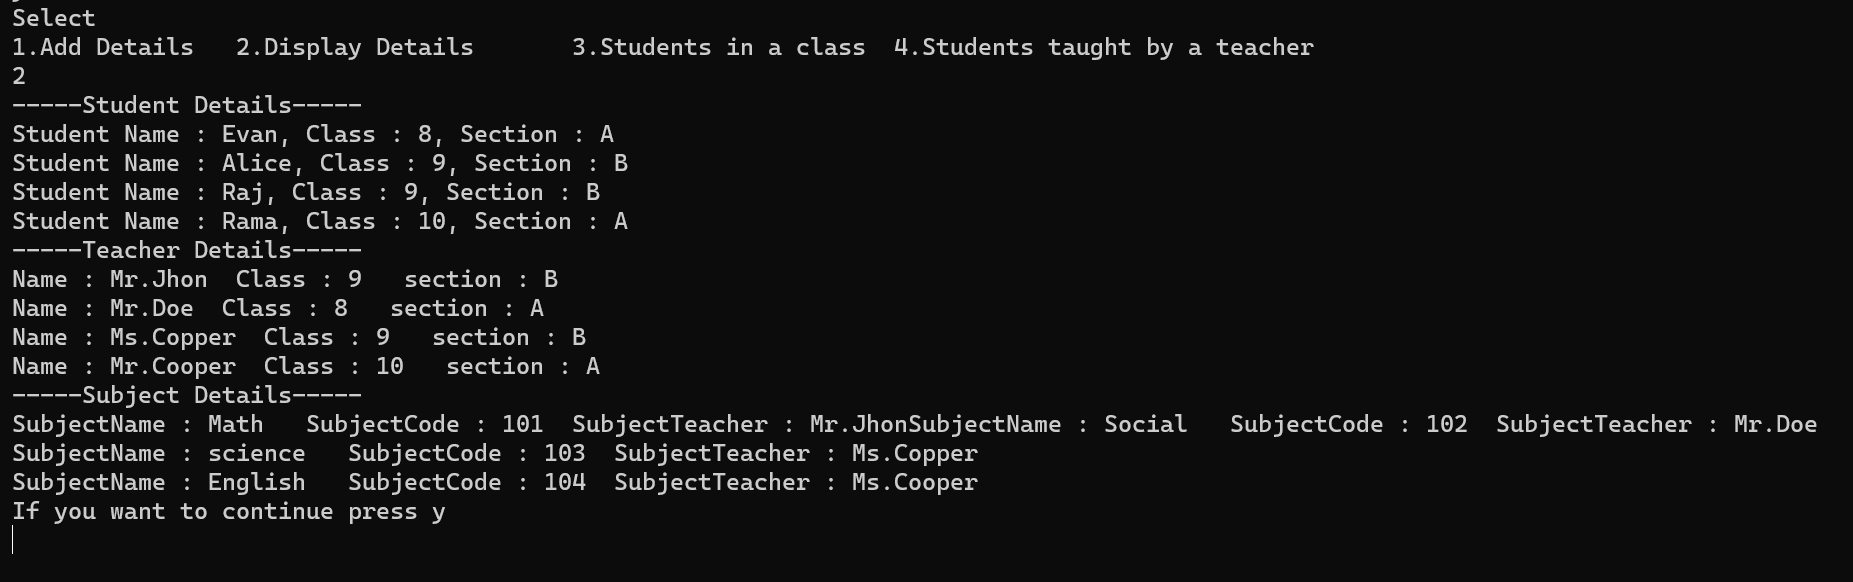 Select
1.Add Details   2.Display Details       3.Students in a class  4.Students taught by a teacher
2
-----Student Details-----
Student Name : Evan, Class : 8, Section : A
Student Name : Alice, Class : 9, Section : B
Student Name : Raj, Class : 9, Section : B
Student Name : Rama, Class : 10, Section : A
-----Teacher Details-----
Name : Mr.Jhon  Class : 9   section : B
Name : Mr.Doe  Class : 8   section : A
Name : Ms.Copper  Class : 9   section : B
Name : Mr.Cooper  Class : 10   section : A
-----Subject Details-----
SubjectName : Math   SubjectCode : 101  SubjectTeacher : Mr.JhonSubjectName : Social   SubjectCode : 102  SubjectTeacher : Mr.Doe
SubjectName : science   SubjectCode : 103  SubjectTeacher : Ms.Copper
SubjectName : English   SubjectCode : 104  SubjectTeacher : Ms.Cooper
If you want to continue press y